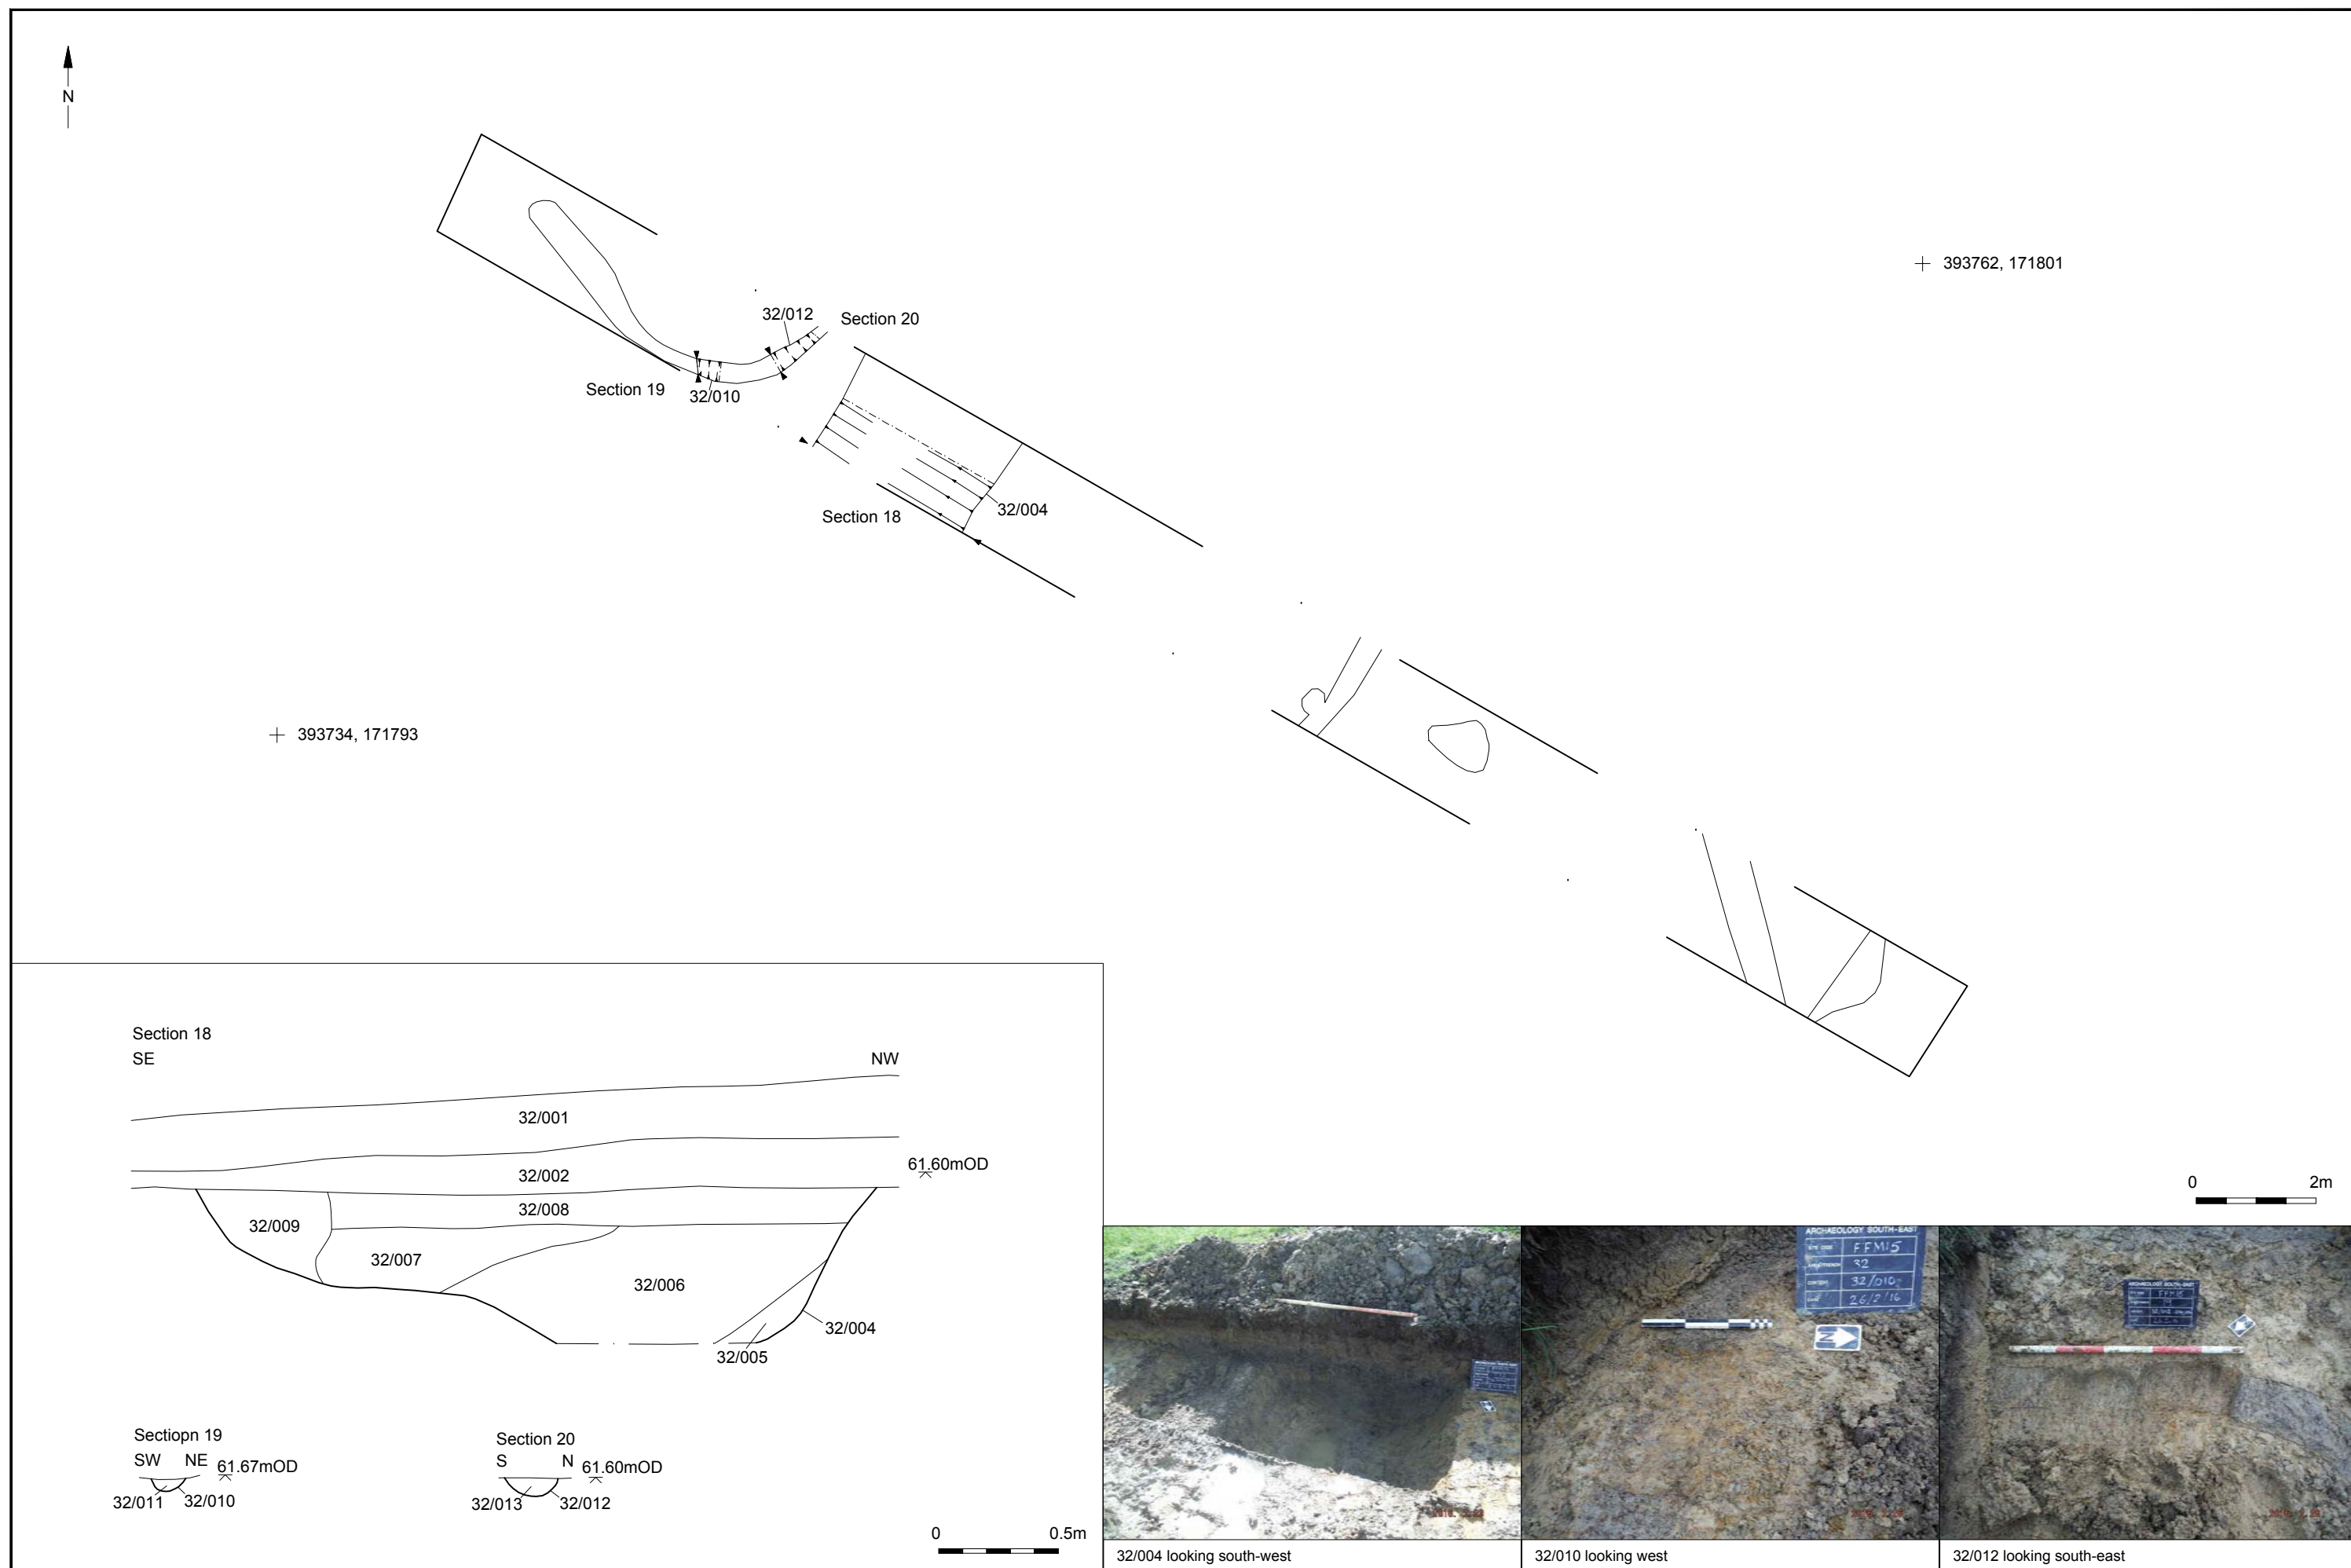 N
32/012
Section 20
Section 19
32/010
393762, 171801
32/004
Section 18
393734, 171793
Section 18
SE
NW
32/001
61.60mOD
32/002
32/008
32/009
32/007
32/006
32/004
32/005
Sectiopn 19
SW
NE
61.67mOD
32/011
32/010
Section 20
S
N
61.60mOD
32/013
32/012
0
0.5m
0
2m
ARCHAEOLOGY SOUTH-EAST
FFM15
32
32/010
26/2/16
N
ARCHAEOLOGY SOUTH-EAST
FFM15
32/004 looking south-west
32/010 looking west
32/012 looking south-east